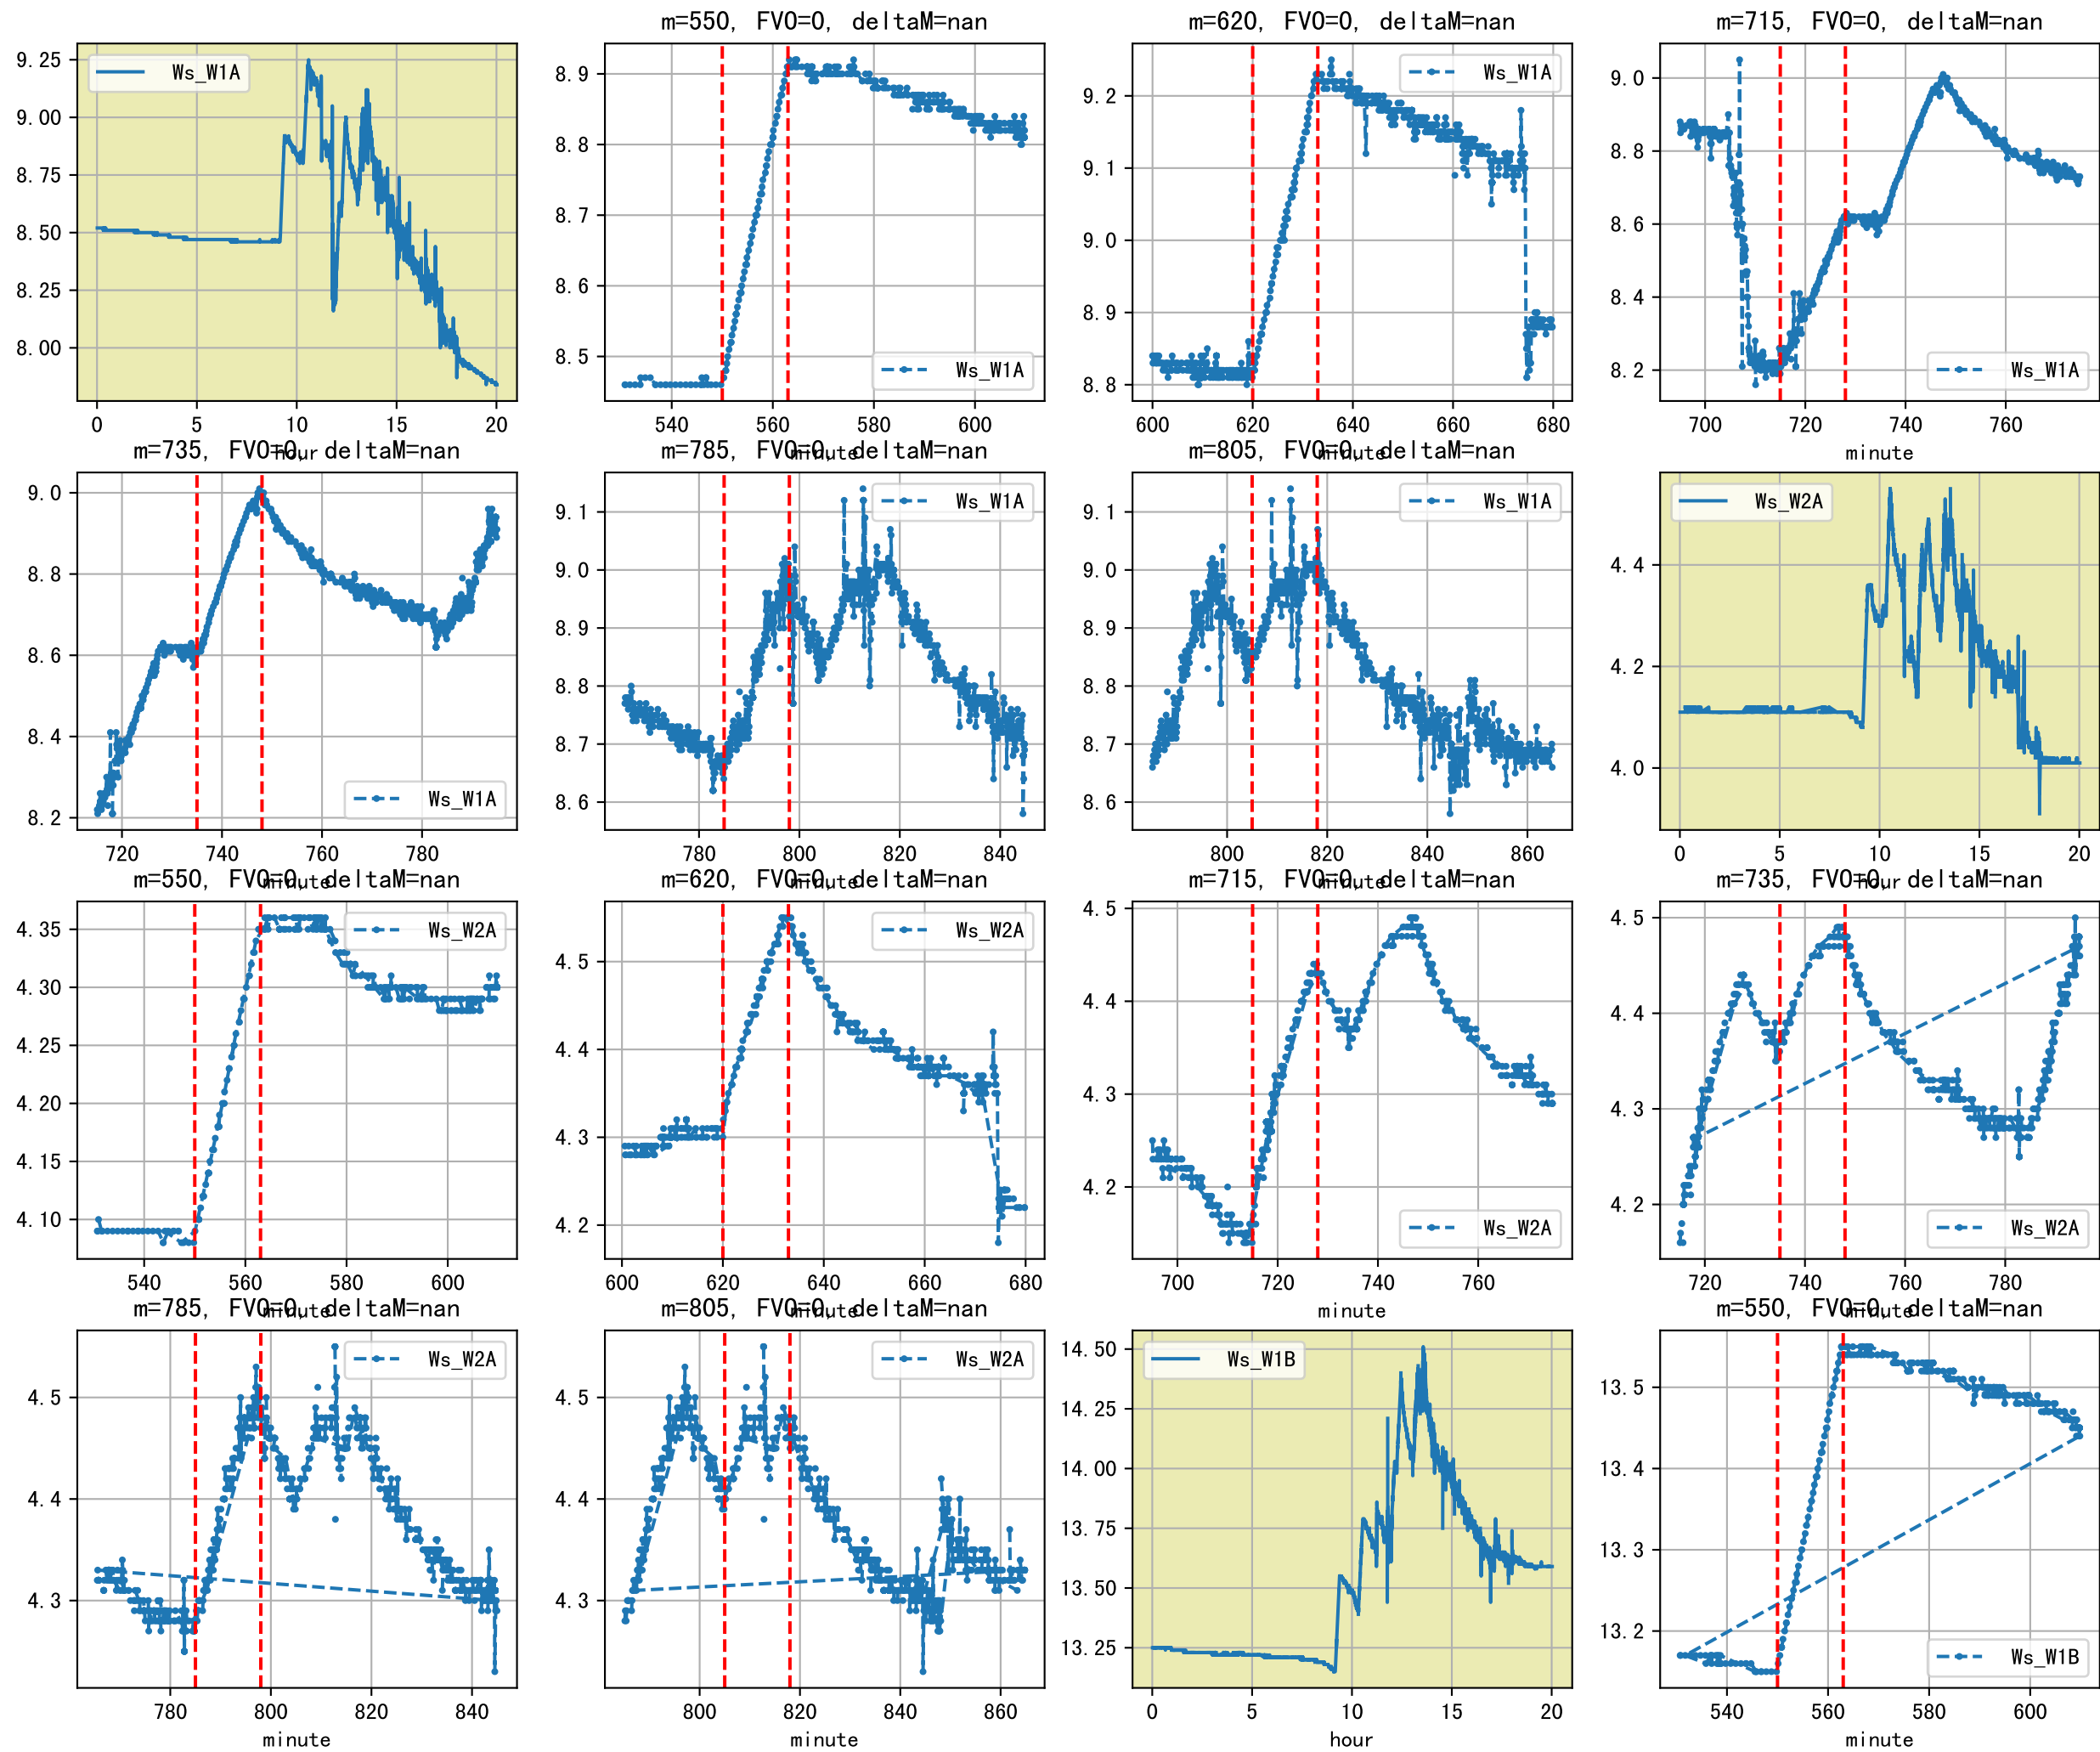 m=550, FVO=0, deltaM=nan
m=620, FVO=0, deltaM=nan
m=715, FVO=0, deltaM=nan
Ws_W1A
9.25
9.00
8.75
8.50
8.25
8.00
0 5 10 15 20
hour
Ws_W1A
8.9
8.8
8.7
8.6
8.5
540 560 580 600
minute
Ws_W1A
9.2
9.1
9.0
8.9
8.8
600 620 640 660 680
minute
Ws_W1A
9.0
8.8
8.6
8.4
8.2
700 720 740 760
minute
m=735, FVO=0, deltaM=nan
m=785, FVO=0, deltaM=nan
m=805, FVO=0, deltaM=nan
Ws_W1A
9.0
8.8
8.6
8.4
8.2
720 740 760 780
minute
Ws_W1A
9.1
9.0
8.9
8.8
8.7
8.6
780 800 820 840
minute
Ws_W1A
9.1
9.0
8.9
8.8
8.7
8.6
800 820 840 860
minute
Ws_W2A
4.4
4.2
4.0
0 5 10 15 20
hour
m=550, FVO=0, deltaM=nan
m=620, FVO=0, deltaM=nan
m=715, FVO=0, deltaM=nan
m=735, FVO=0, deltaM=nan
Ws_W2A
4.35
4.30
4.25
4.20
4.15
4.10
540 560 580 600
minute
Ws_W2A
4.5
4.4
4.3
4.2
600 620 640 660 680
minute
Ws_W2A
4.5
4.4
4.3
4.2
700 720 740 760
minute
Ws_W2A
4.5
4.4
4.3
4.2
720 740 760 780
minute
m=785, FVO=0, deltaM=nan
m=805, FVO=0, deltaM=nan
m=550, FVO=0, deltaM=nan
Ws_W2A
4.5
4.4
4.3
780 800 820 840
minute
Ws_W2A
4.5
4.4
4.3
800 820 840 860
minute
Ws_W1B
14.50
14.25
14.00
13.75
13.50
13.25
0 5 10 15 20
hour
Ws_W1B
13.5
13.4
13.3
13.2
540 560 580 600
minute